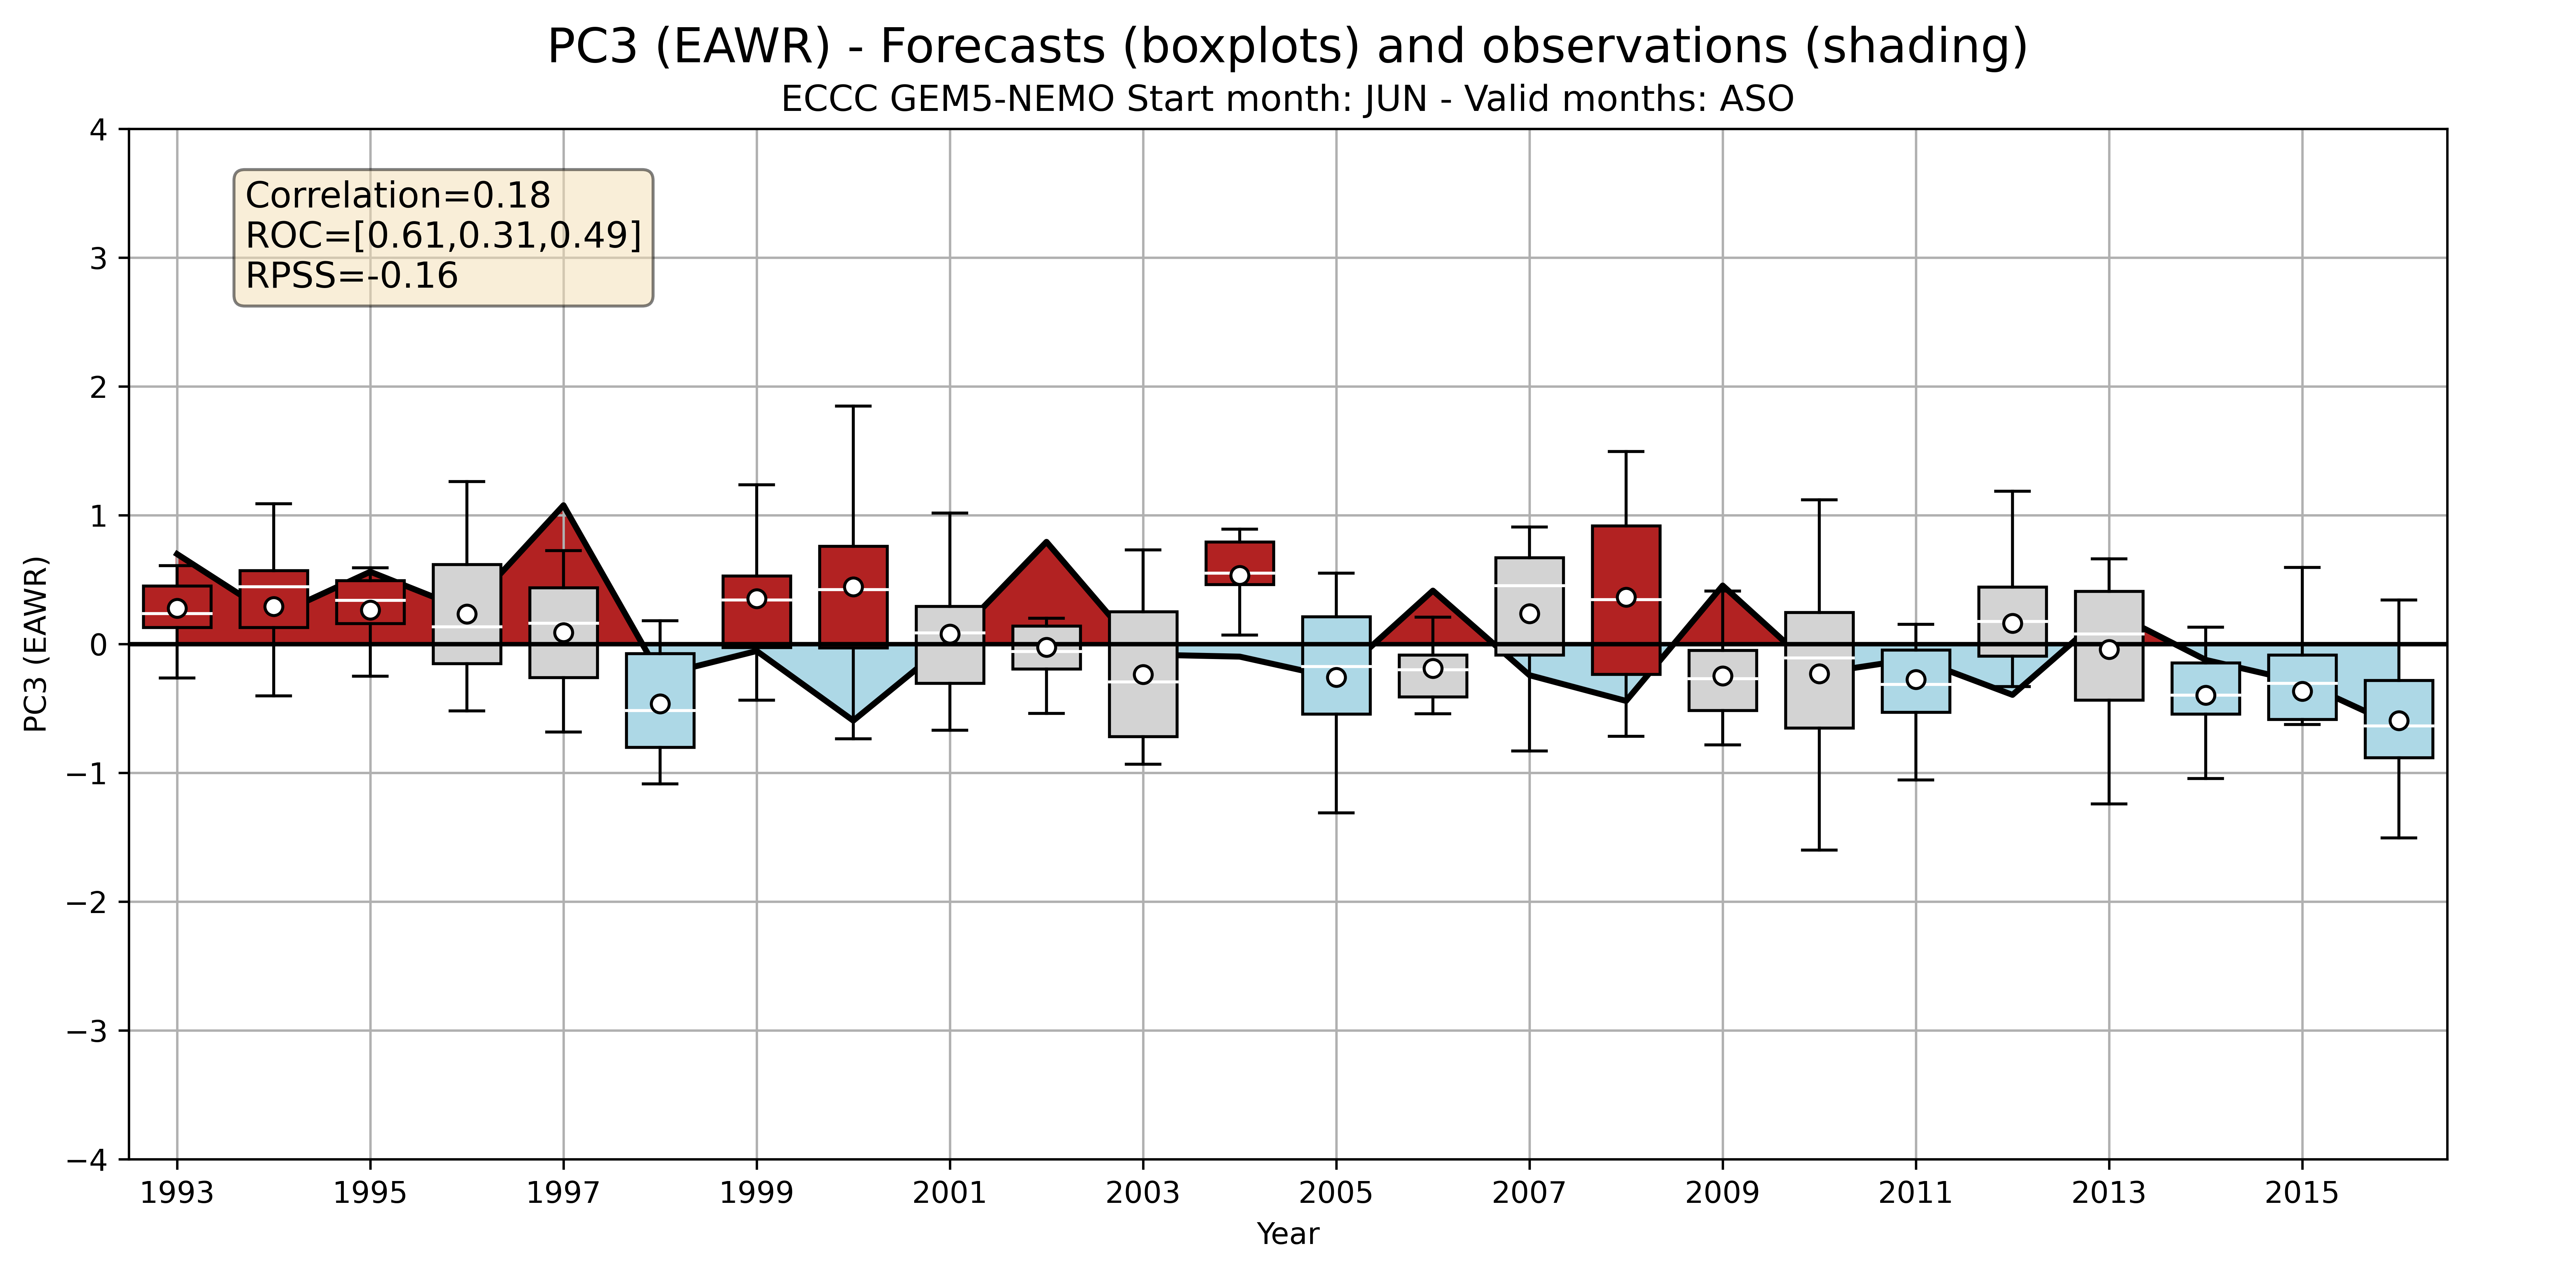 PC3 (EAWR) - Forecasts (boxplots) and observations (shading)
ECCC GEM5-NEMO Start month: JUN - Valid months: ASO
Correlation=0.18
ROC=[0.61,0.31,0.49]
RPSS=-0.16
PC3 (EAWR)
4
3
2
1
0
−1
−2
−3
−4
1993 1995 1997 1999 2001 2003 2005 2007 2009 2011 2013 2015
Year